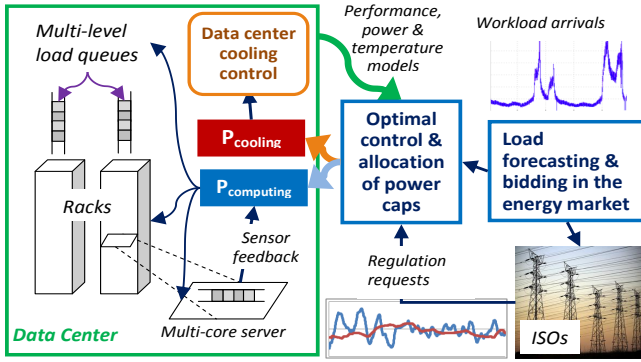 Multi-level
load queues
Data center
cooling
control
Performance,
power &
temperature
models
Workload arrivals
Pcooling
Pcomputing
Optimal
control &
allocation
of power
caps
Load
forecasting &
bidding in the
energy market
Racks
Sensor
feedback
Regulation
requests
Data Center
Multi-core server
ISOs